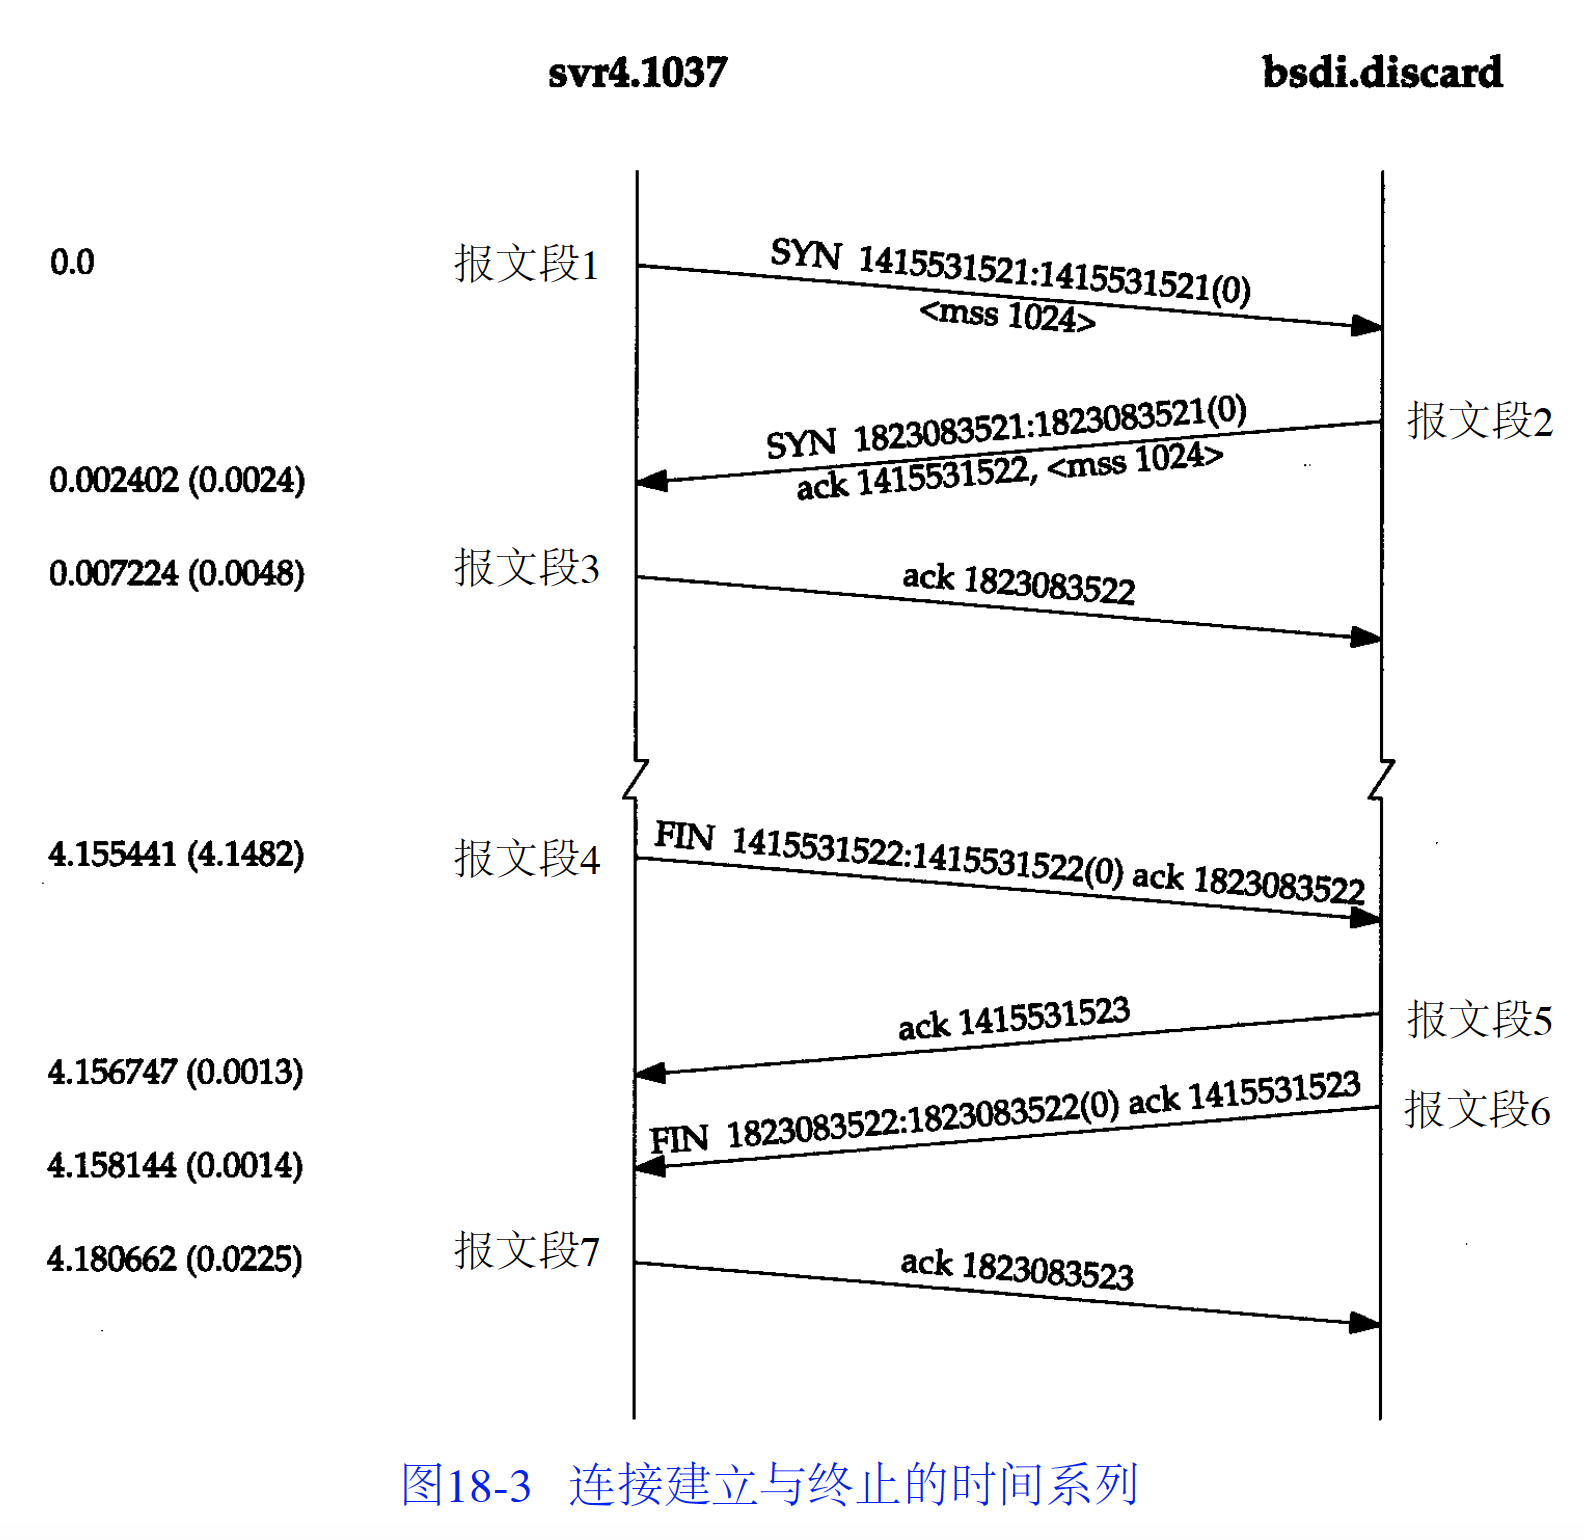 svr4.1037 bsdi.discard
0.0 报文段1 SYN 1415531521:1415531521(0)
<mss 1024>
SYN 1823083521:1823083521(0) 报文段2
0.002402 (0.0024) ack 1415531522, <mss 1024>
0.007224 (0.0048) 报文段3 ack 1823083522
4.155441 (4.1482) 报文段4 FIN 1415531522:1415531522(0) ack 1823083522
ack 1415531523 报文段5
4.156747 (0.0013)
FIN 1823083522:1823083522(0) ack 1415531523 报文段6
4.158144 (0.0014)
4.180662 (0.0225) 报文段7 ack 1823083523
图18-3 连接建立与终止的时间系列